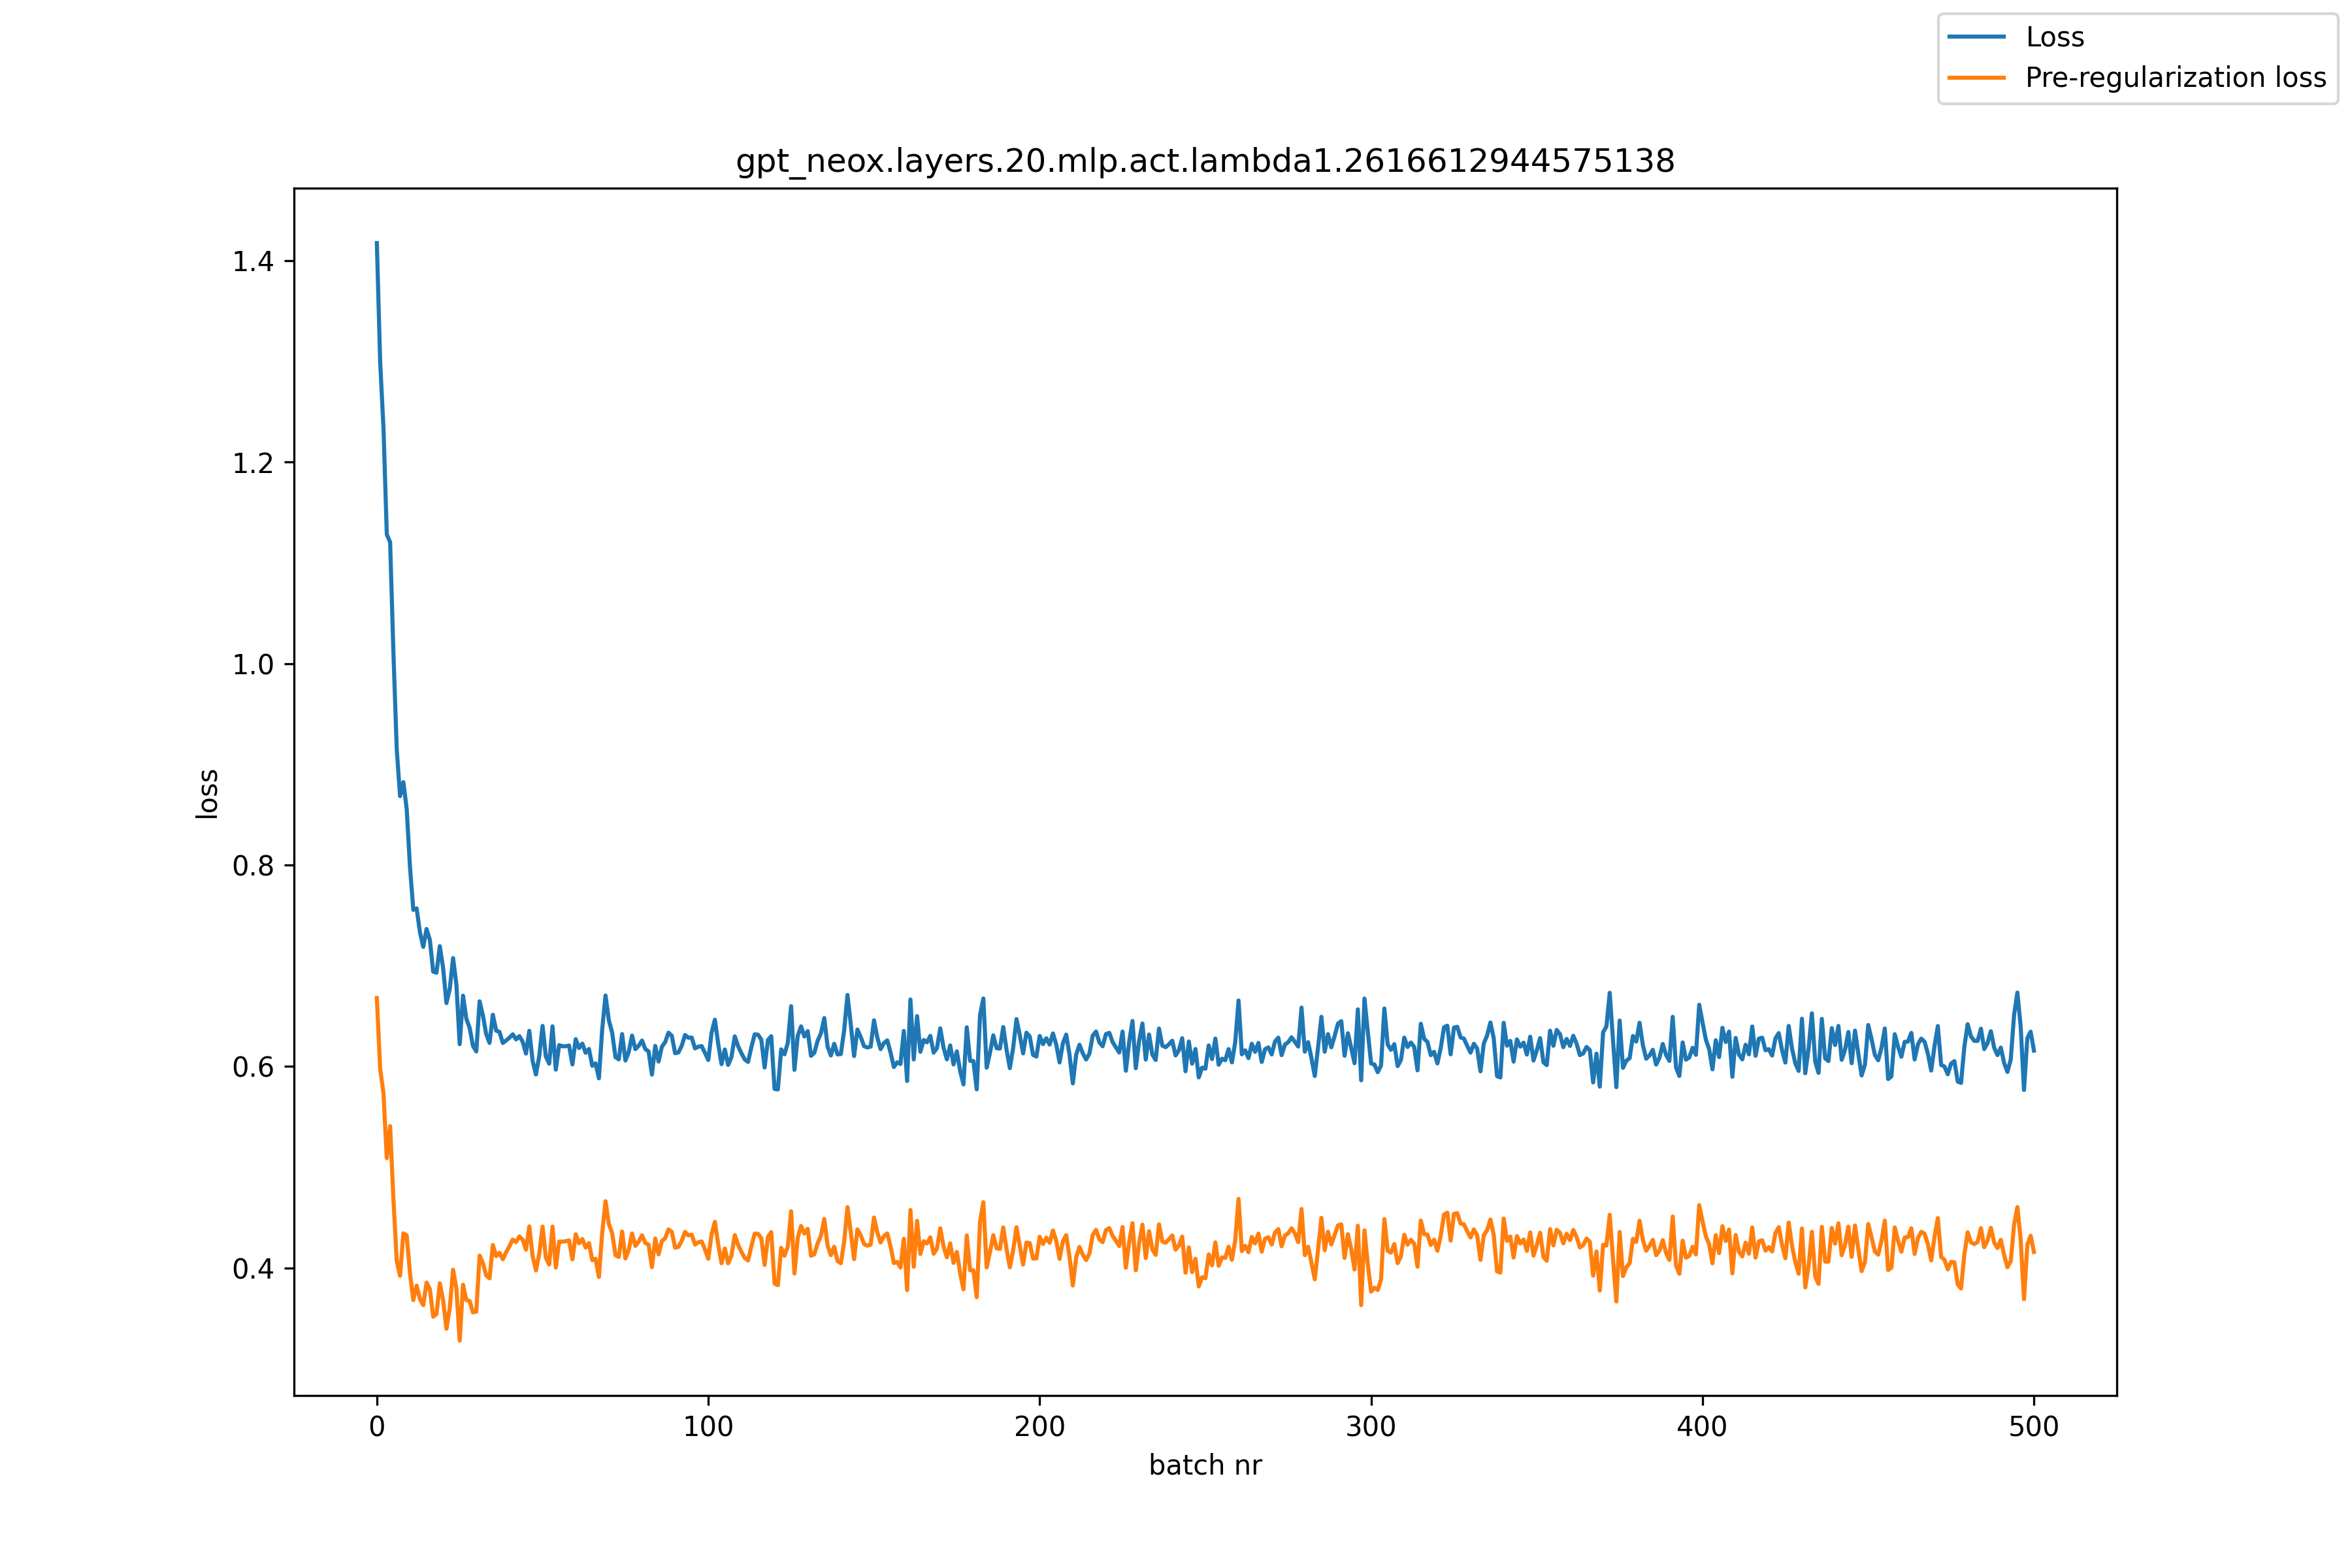 Loss
Pre-regularization loss
gpt_neox.layers.20.mlp.act.lambda1.2616612944575138
1.4
1.2
1.0
0.8
0.6
0.4
loss
0
100
200
300
400
500
batch nr